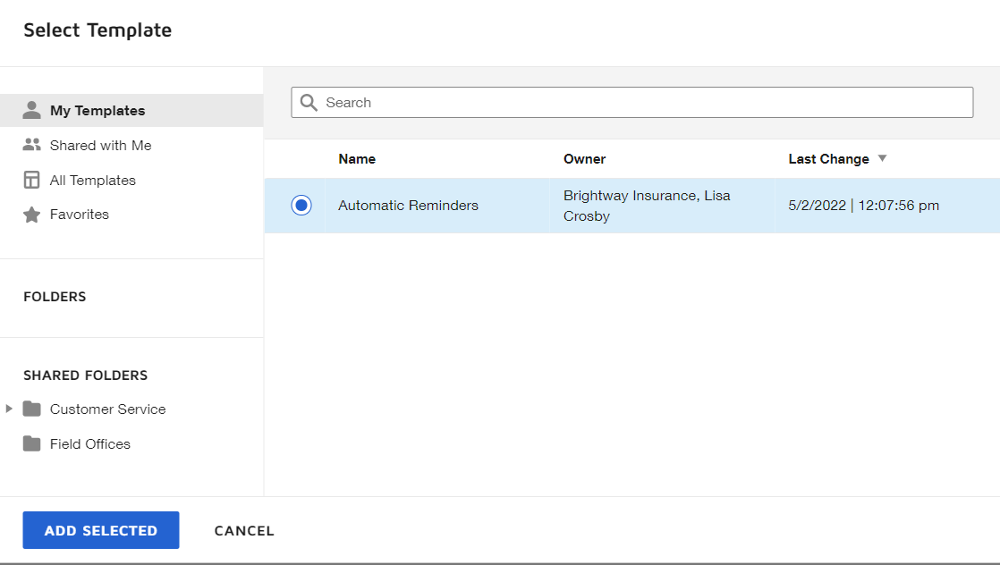 Select Template
My Templates
Shared with Me
All Templates
Favorites
FOLDERS
SHARED FOLDERS
Customer Service
Field Offices
Search
Name Owner Last Change
Automatic Reminders Brightway Insurance, Lisa 5/2/2022 | 12:07:56 pm
Crosby
ADD SELECTED CANCEL